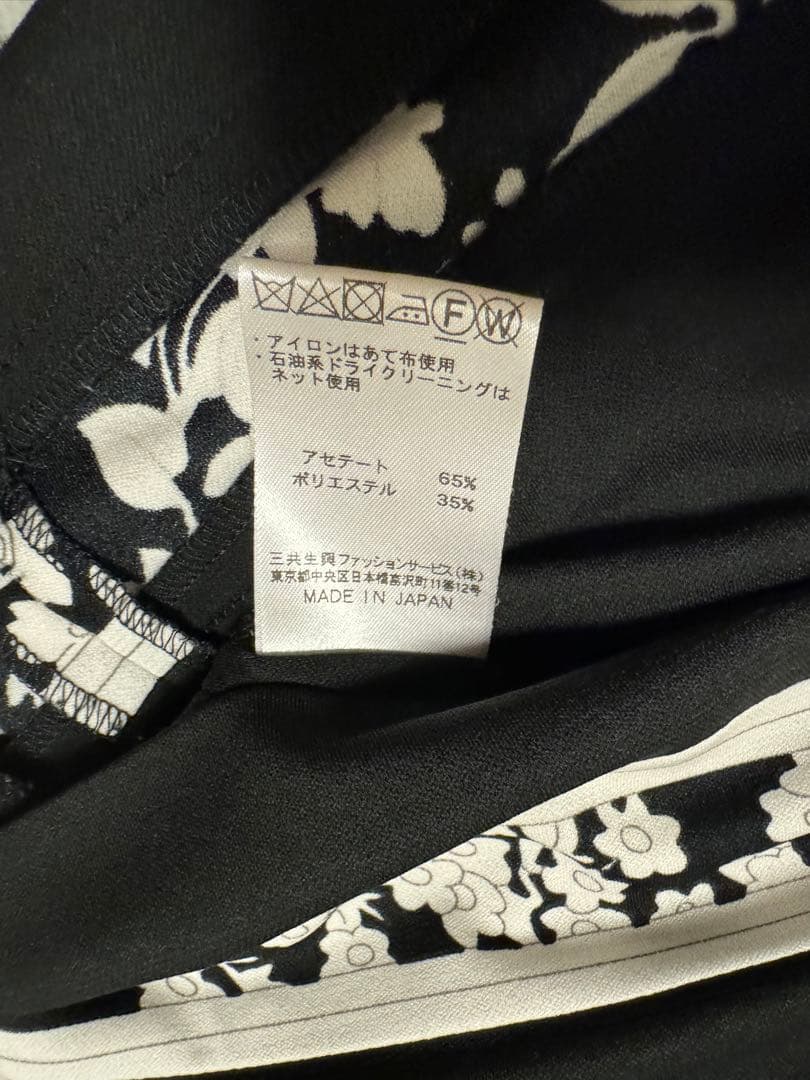 F W
・アイロンはあて布使用
・石油系ドライクリーニングは
ネット使用
アセテート 65%
ポリエステル 35%
三共生興ファッションサービス(株)
東京都中央区日本橋富沢町11番12号
MADE IN JAPAN